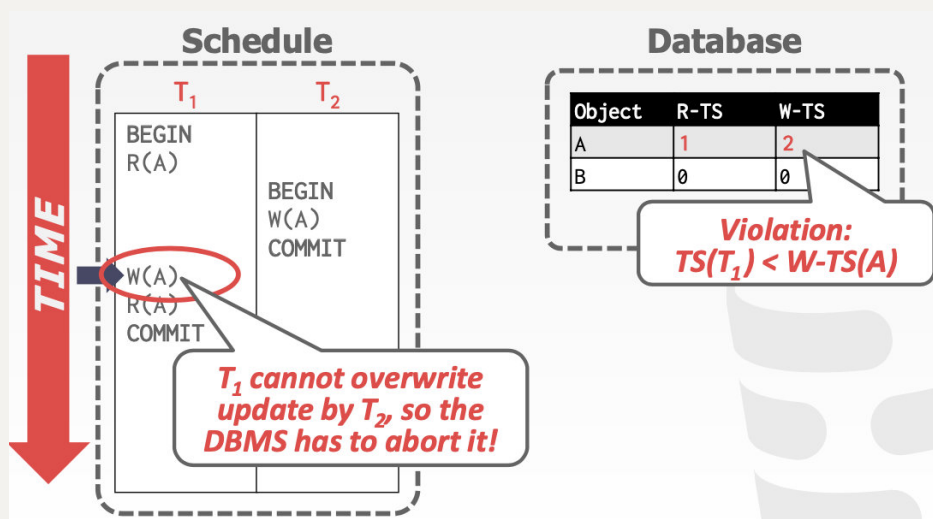 Schedule
Database
TIME
T1 T2
BEGIN
R(A)
BEGIN
W(A)
COMMIT
W(A)
R(A)
COMMIT
T1 cannot overwrite
update by T2, so the
DBMS has to abort it!
Object R-TS W-TS
A 1 2
B 0 0
Violation:
TS(T1) < W-TS(A)